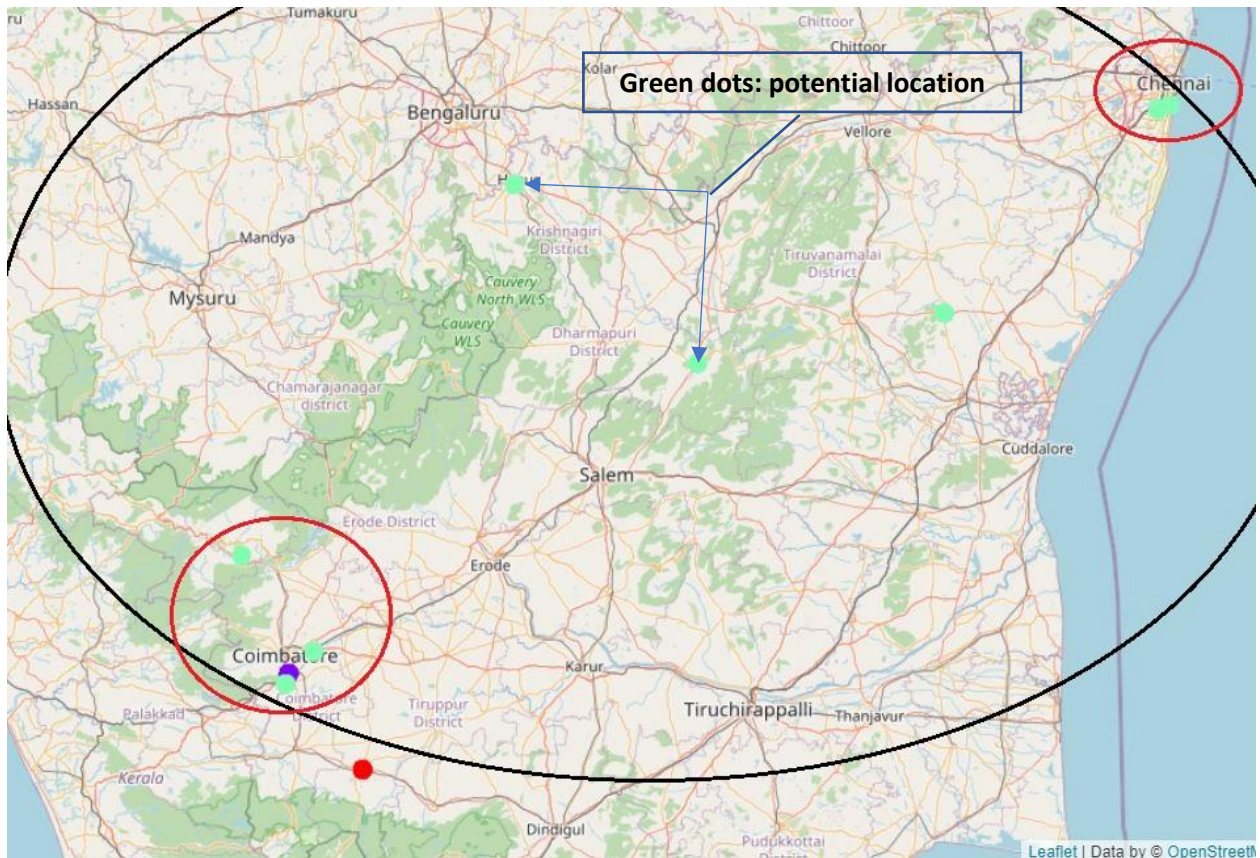 ru
Tumakuru
Chittoor
Chittoor
Kolar
Green dots: potential location
Chennai
Hassan
Bengaluru
Vellore
Krishnagiri
District
Mandya
Tiruvanamalai
District
Cauvery
North WLS
Mysuru
Cauvery
WLS
Dharmapuri
District
Chamarajanagar
district
Cuddalore
Salem
Erode District
Erode
Coimbatore
Karur
Coimbatore
District
Palakkad
Tiruppur
District
Tiruchirappalli
Thanjavur
Kerala
Dindigul
Pudukkottai
District
Leaflet | Data by © OpenStreetM